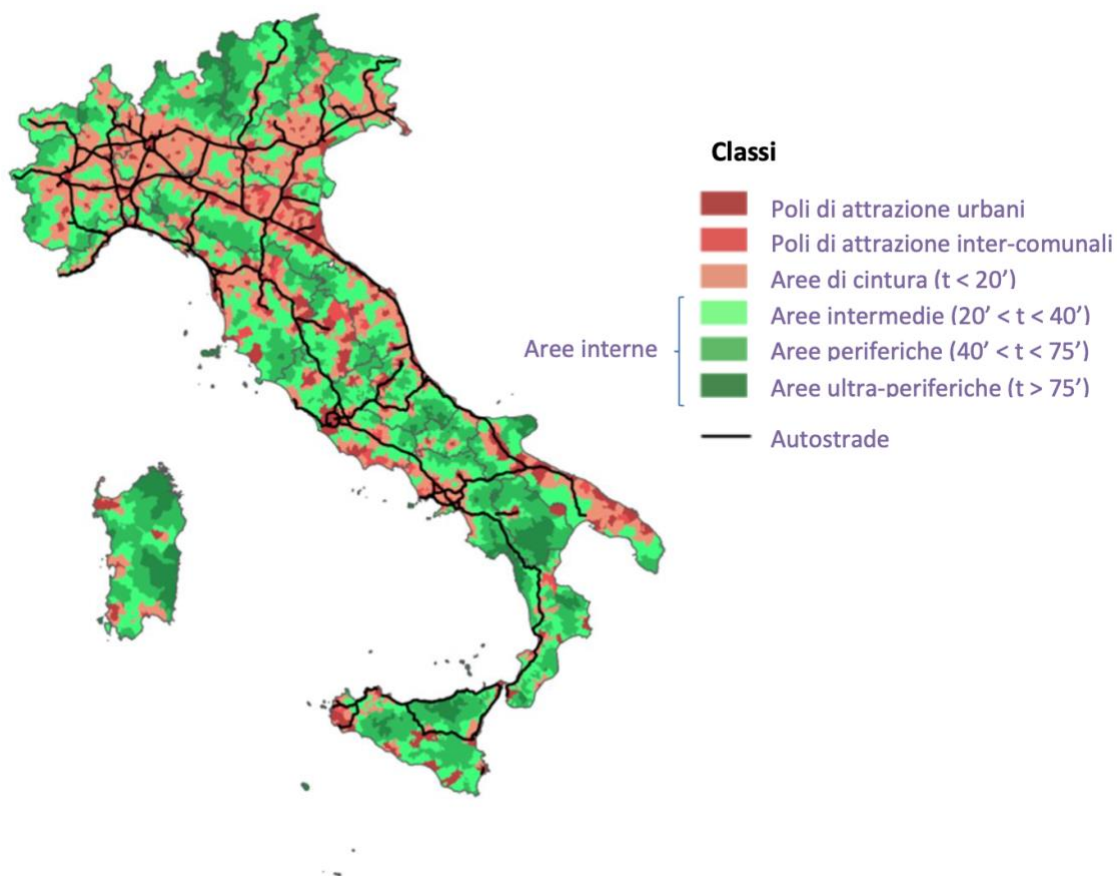 Classi
Poli di attrazione urbani
Poli di attrazione inter-comunali
Aree di cintura (t < 20’)
Aree intermedie (20’ < t < 40’)
Aree interne
Aree periferiche (40’ < t < 75’)
Aree ultra-periferiche (t > 75’)
Autostrade